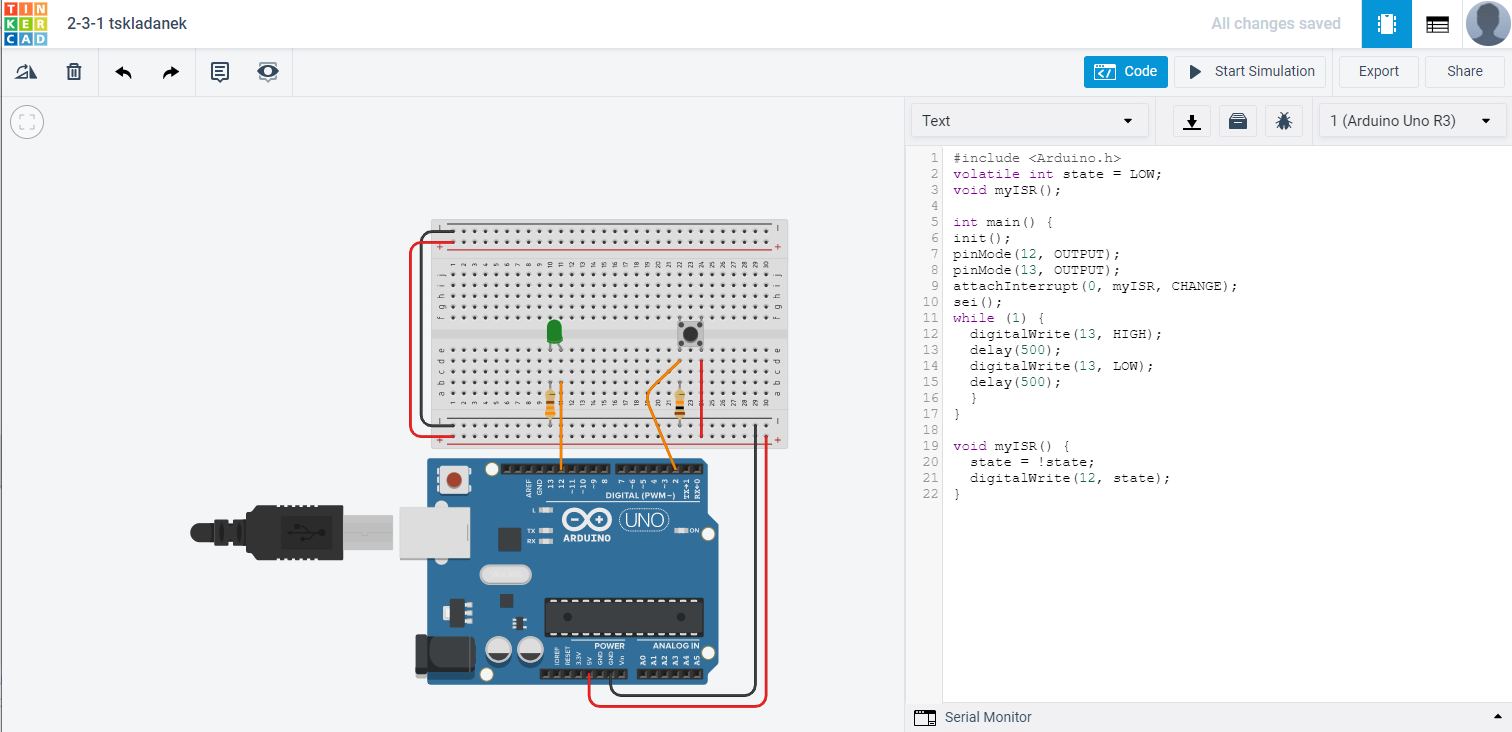 TINKERCAD
2-3-1 tskladanek
All changes saved
Code
Start Simulation
Export
Share
Text
1 (Arduino Uno R3)
1 #include <Arduino.h>
2 volatile int state = LOW;
3 void myISR();
4
5 int main() {
6 init();
7 pinMode(12, OUTPUT);
8 pinMode(13, OUTPUT);
9 attachInterrupt(0, myISR, CHANGE);
10 sei();
11 while (1) {
12 digitalWrite(13, HIGH);
13 delay(500);
14 digitalWrite(13, LOW);
15 delay(500);
16 }
17 }
18
19 void myISR() {
20 state = !state;
21 digitalWrite(12, state);
22 }
AREF GND 13 12 ~11 ~10 ~9 8 7 ~6 ~5 4 ~3 2 TX→1 RX←0
DIGITAL (PWM~)
L
TX
RX
ARDUINO
UNO
ON
POWER
ANALOG IN
IOREF RESET 3.3V 5V GND GND Vin A0 A1 A2 A3 A4 A5
Serial Monitor